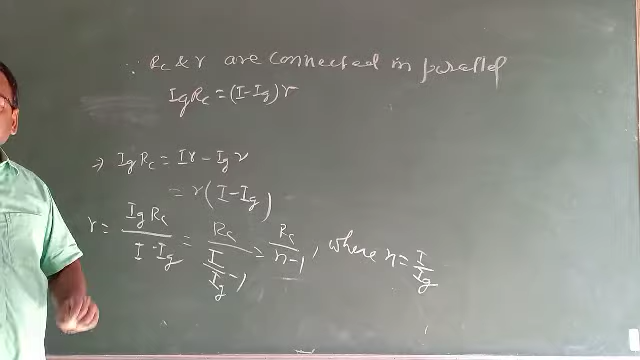 ∵ Rc & r are connected in parallel
IgRc = (I-Ig)r
→ IgRc = Ir - Igr
= r(I-Ig)
r = IgRc/(I-Ig) = Rc/(I/Ig-1) = Rc/(n-1), where n = I/Ig